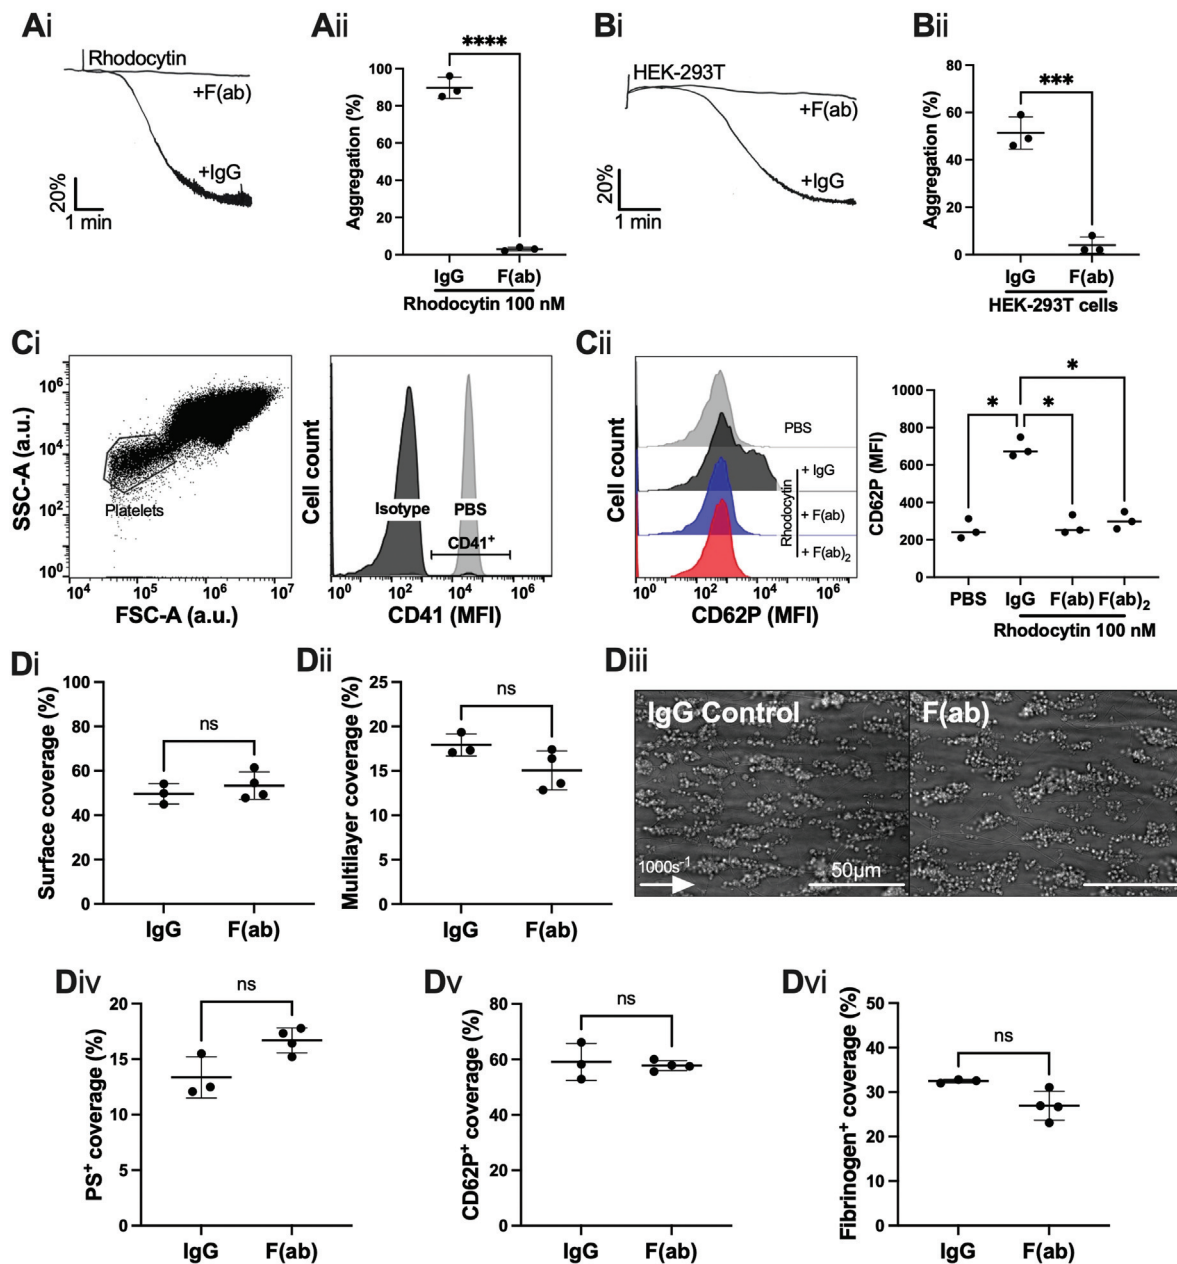 Ai
Rhodocytin
+F(ab)
+IgG
20%
1 min
Aii
****
Aggregation (%)
100
80
60
40
20
0
IgG F(ab)
Rhodocytin 100 nM
Bi
HEK-293T
+F(ab)
+IgG
20%
1 min
Bii
***
Aggregation (%)
80
60
40
20
0
IgG F(ab)
HEK-293T cells
Ci
SSC-A (a.u.)
10⁶
10⁴
10²
10¹
10⁰
Platelets
10⁴ 10⁵ 10⁶ 10⁷
FSC-A (a.u.)
Cell count
Isotype PBS
CD41⁺
10⁰ 10² 10⁴ 10⁶
CD41 (MFI)
Cii
Cell count
PBS
+ IgG
+ F(ab)
+ F(ab)₂
Rhodocytin
10⁰ 10² 10⁴ 10⁶
CD62P (MFI)
*
* *
CD62P (MFI)
1000
800
600
400
200
0
PBS IgG F(ab) F(ab)₂
Rhodocytin 100 nM
Di
Surface coverage (%)
100
80
60
40
20
0
ns
IgG F(ab)
Dii
Multilayer coverage (%)
25
20
15
10
5
0
ns
IgG F(ab)
Diii
IgG Control
F(ab)
1000s⁻¹
50µm
Div
PS⁺ coverage (%)
20
15
10
5
0
ns
IgG F(ab)
Dv
CD62P⁺ coverage (%)
80
60
40
20
0
ns
IgG F(ab)
Dvi
Fibrinogen⁺ coverage (%)
50
40
30
20
10
0
ns
IgG F(ab)